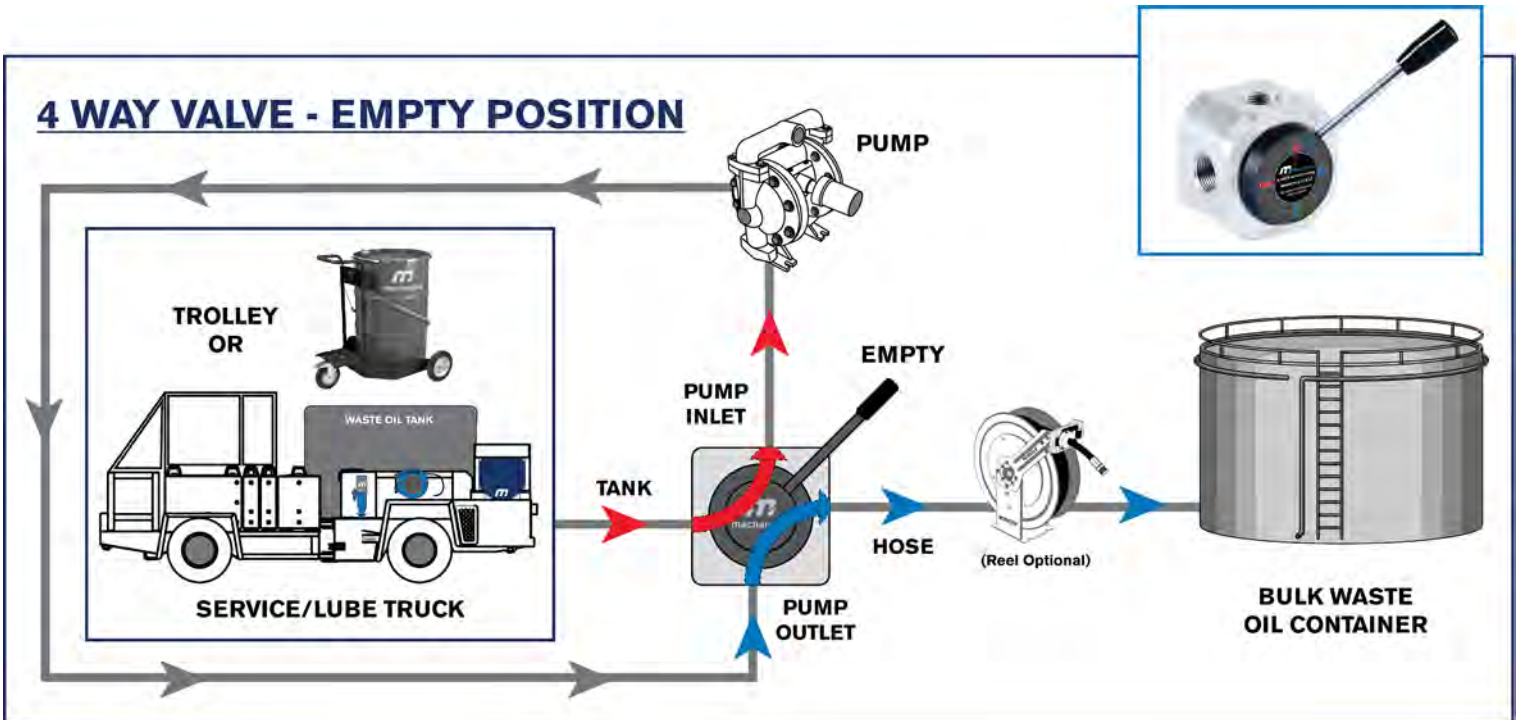 4 WAY VALVE - EMPTY POSITION
PUMP
TROLLEY
OR
EMPTY
PUMP
INLET
WASTE OIL TANK
TANK
HOSE
(Reel Optional)
SERVICE/LUBE TRUCK
PUMP
OUTLET
BULK WASTE
OIL CONTAINER